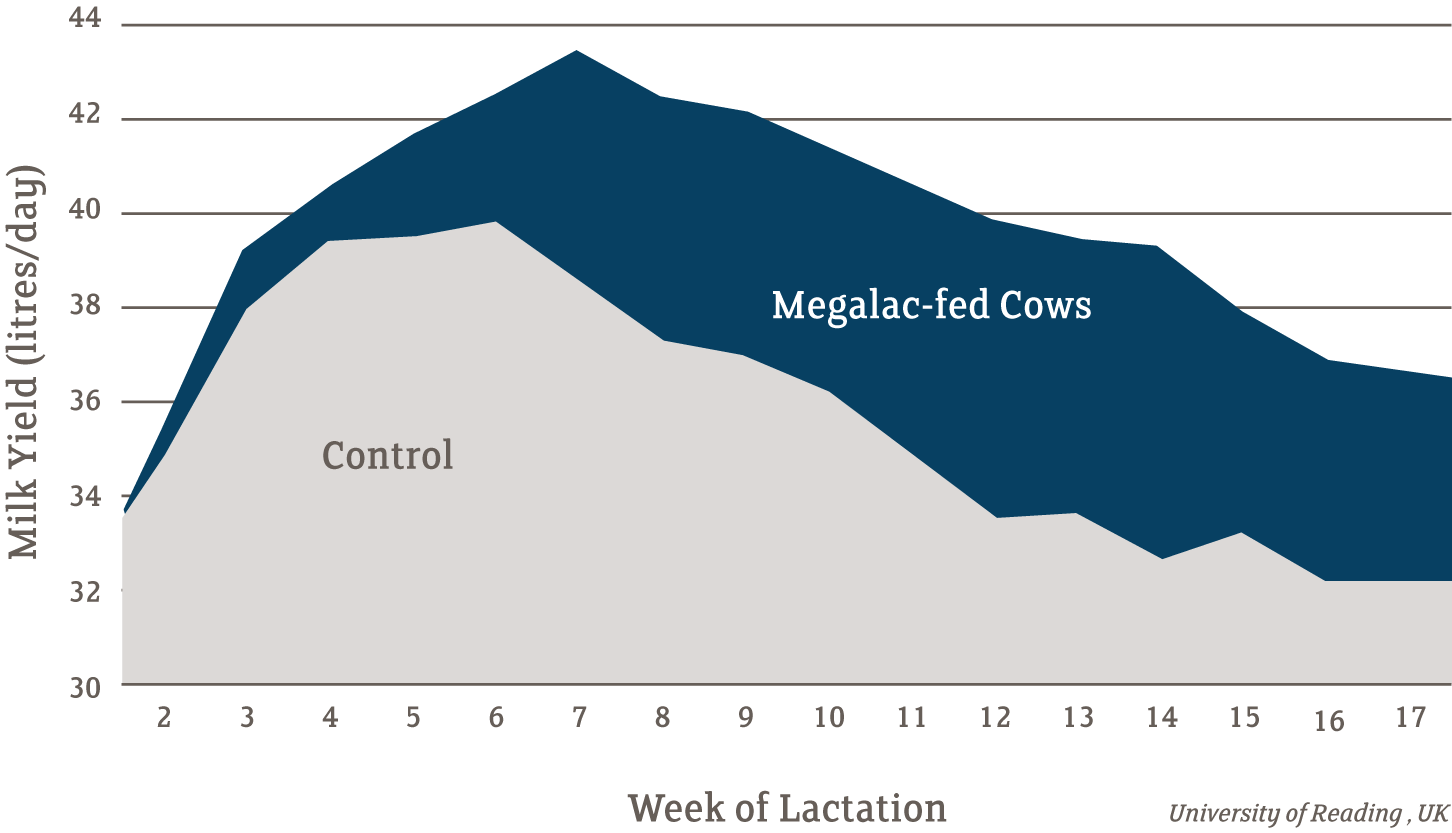 44
42
40
38
36
34
32
30
Milk Yield (litres/day)
Megalac-fed Cows
Control
2 3 4 5 6 7 8 9 10 11 12 13 14 15 16 17
Week of Lactation
University of Reading , UK